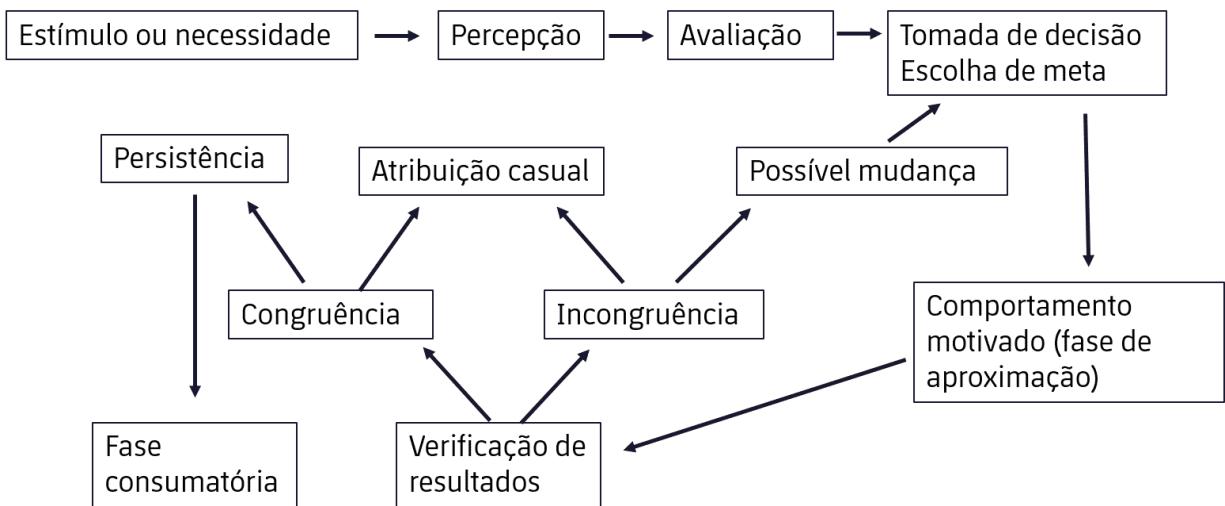 Estímulo ou necessidade
Percepção
Avaliação
Tomada de decisão
Escolha de meta
Persistência
Atribuição casual
Possível mudança
Congruência
Incongruência
Comportamento
motivado (fase de
aproximação)
Fase
consumatória
Verificação de
resultados